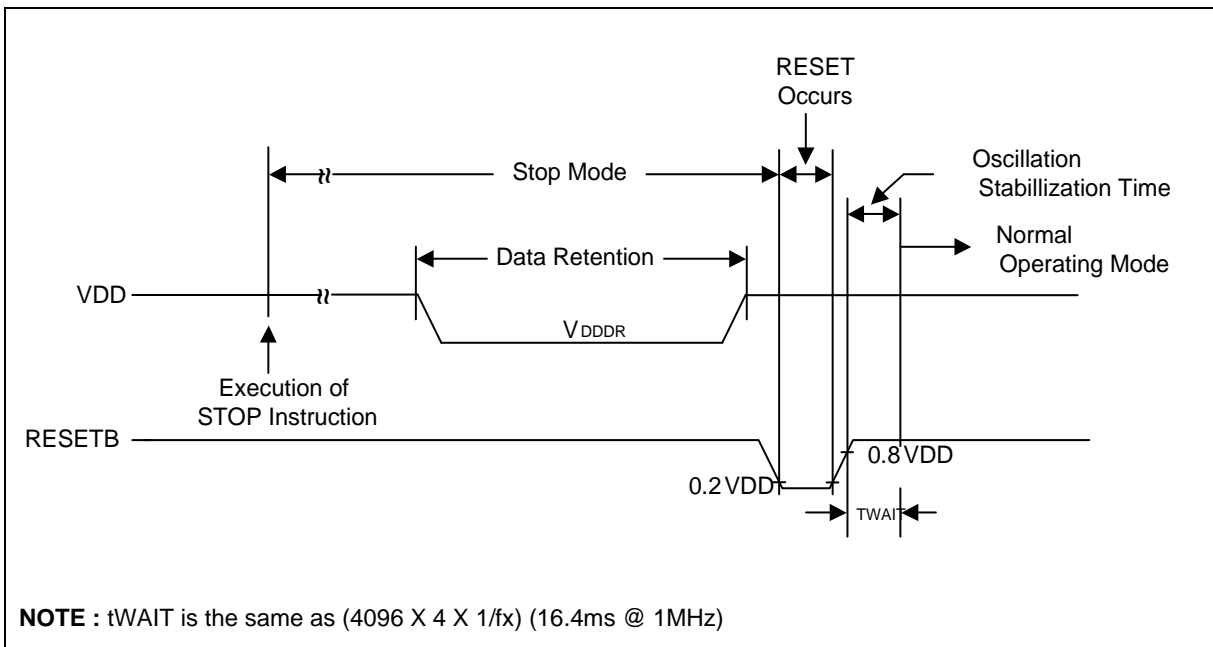 RESET
Occurs
Stop Mode
Oscillation
Stabillization Time
Data Retention
Normal
Operating Mode
VDD
VDDDR
Execution of
STOP Instruction
RESETB
0.8 VDD
0.2 VDD
TWAIT
NOTE : tWAIT is the same as (4096 X 4 X 1/fx) (16.4ms @ 1MHz)